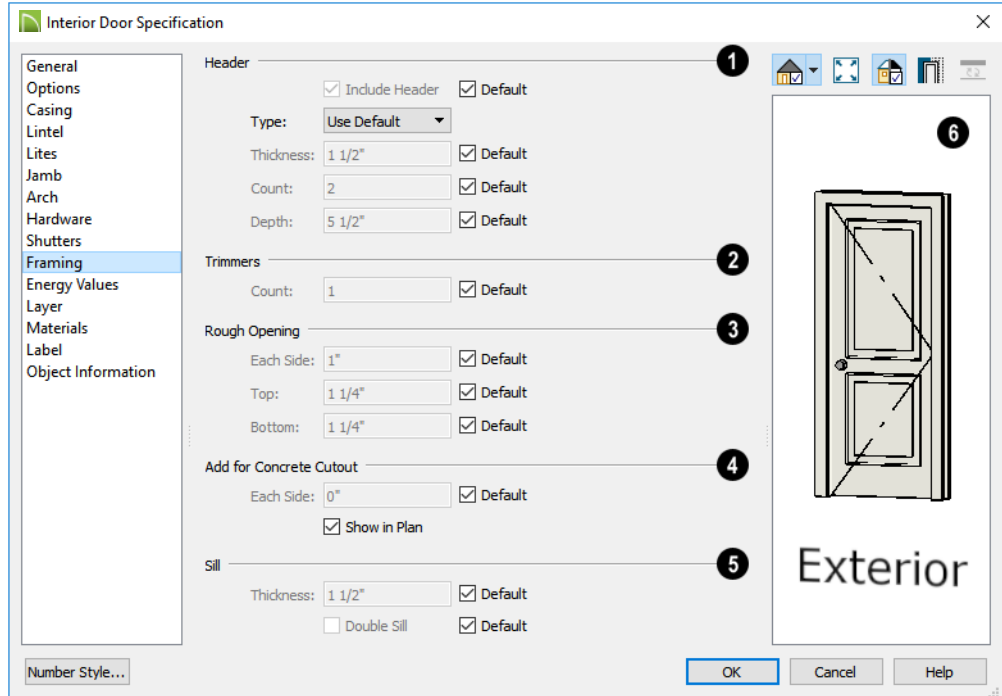 Interior Door Specification
General
Options
Casing
Lintel
Lites
Jamb
Arch
Hardware
Shutters
Framing
Energy Values
Layer
Materials
Label
Object Information
Header 1
Include Header Default
Type: Use Default
Thickness: 1 1/2" Default
Count: 2 Default
Depth: 5 1/2" Default
Trimmers 2
Count: 1 Default
Rough Opening 3
Each Side: 1" Default
Top: 1 1/4" Default
Bottom: 1 1/4" Default
Add for Concrete Cutout 4
Each Side: 0" Default
Show in Plan
Sill 5
Thickness: 1 1/2" Default
Double Sill Default
6
Exterior
Number Style... OK Cancel Help